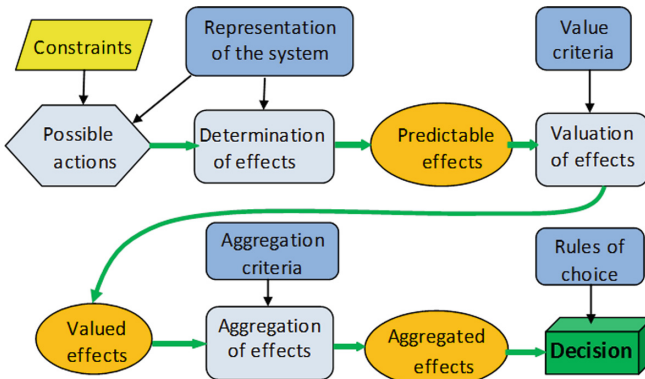 Constraints
Representation
of the system
Value
criteria
Possible
actions
Determination
of effects
Predictable
effects
Valuation
of effects
Aggregation
criteria
Rules of
choice
Valued
effects
Aggregation
of effects
Aggregated
effects
Decision